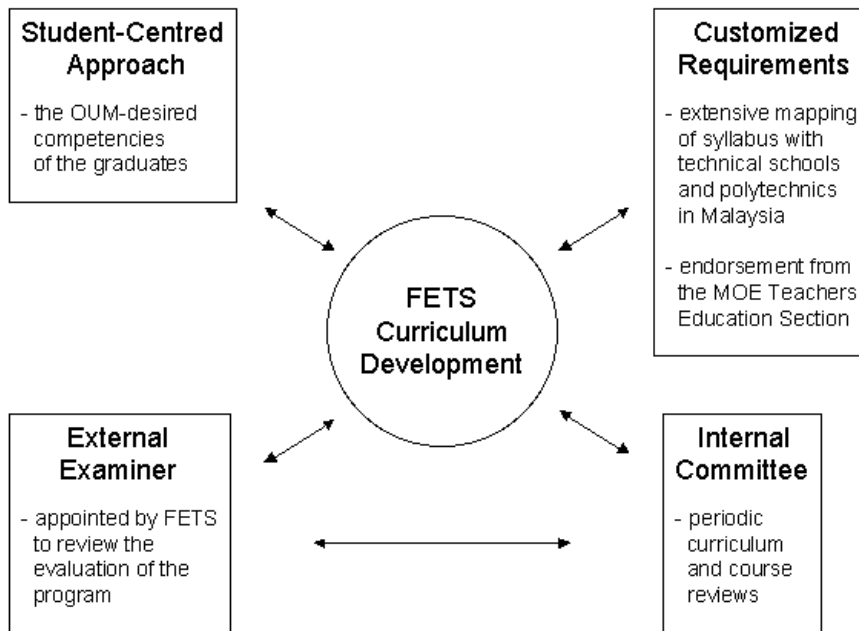 Student-Centred
Approach
- the OUM-desired
competencies
of the graduates
Customized
Requirements
- extensive mapping
of syllabus with
technical schools
and polytechnics
in Malaysia
- endorsement from
the MOE Teachers
Education Section
FETS
Curriculum
Development
External
Examiner
- appointed by FETS
to review the
evaluation of the
program
Internal
Committee
- periodic
curriculum
and course
reviews